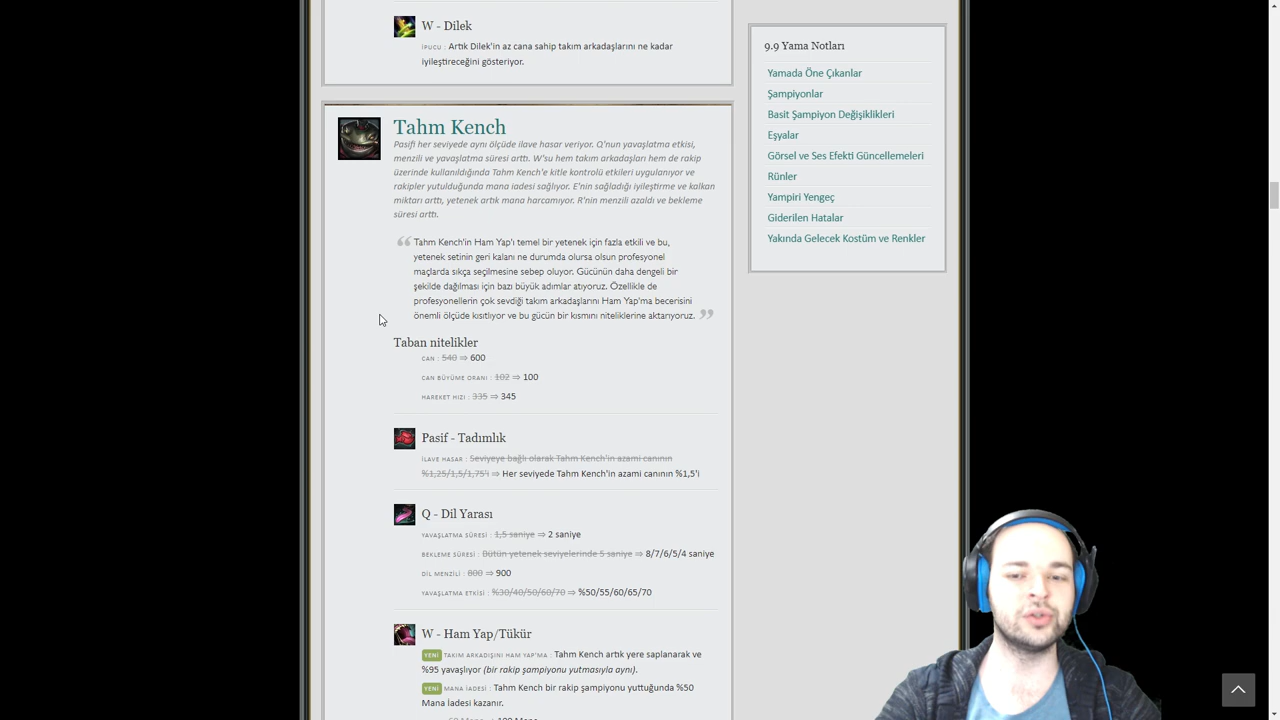 W - Dilek
İPUCU : Artık Dilek'in az cana sahip takım arkadaşlarını ne kadar
iyileştireceğini gösteriyor.
Tahm Kench
Pasifi her seviyede aynı ölçüde ilave hasar veriyor. Q'nun yavaşlatma etkisi,
menzili ve yavaşlatma süresi arttı. W'su hem takım arkadaşları hem de rakip
üzerinde kullanıldığında Tahm Kench'e kitle kontrolü etkileri uygulanıyor ve
rakipler yutulduğunda mana iadesi sağlıyor. E'nin sağladığı iyileştirme ve kalkan
miktarı arttı, yetenek artık mana harcamıyor. R'nin menzili azaldı ve bekleme
süresi arttı.
Tahm Kench'in Ham Yap'ı temel bir yetenek için fazla etkili ve bu,
yetenek setinin geri kalanı ne durumda olursa olsun profesyonel
maçlarda sıkça seçilmesine sebep oluyor. Gücünün daha dengeli bir
şekilde dağılması için bazı büyük adımlar atıyoruz. Özellikle de
profesyonellerin çok sevdiği takım arkadaşlarını Ham Yap'ma becerisini
önemli ölçüde kısıtlıyor ve bu gücün bir kısmını niteliklerine aktarıyoruz.
Taban nitelikler
CAN : 540 ⇒ 600
CAN BÜYÜME ORANI : 102 ⇒ 100
HAREKET HIZI : 335 ⇒ 345
Pasif - Tadımlık
İLAVE HASAR : Seviyeye bağlı olarak Tahm Kench'in azami canının
%1,25/1,5/1,75'i ⇒ Her seviyede Tahm Kench'in azami canının %1,5'i
Q - Dil Yarası
YAVAŞLATMA SÜRESİ : 1,5 saniye ⇒ 2 saniye
BEKLEME SÜRESİ : Bütün yetenek seviyelerinde 5 saniye ⇒ 8/7/6/5/4 saniye
DİL MENZİLİ : 800 ⇒ 900
YAVAŞLATMA ETKİSİ : %30/40/50/60/70 ⇒ %50/55/60/65/70
W - Ham Yap/Tükür
YENİ TAKIM ARKADIŞINI HAM YAP'MA : Tahm Kench artık yere saplanarak ve
%95 yavaşlıyor (bir rakip şampiyonu yutmasıyla aynı).
YENİ MANA İADESİ : Tahm Kench bir rakip şampiyonu yuttuğunda %50
Mana İadesi kazanır.
9.9 Yama Notları
Yamada Öne Çıkanlar
Şampiyonlar
Basit Şampiyon Değişiklikleri
Eşyalar
Görsel ve Ses Efekti Güncellemeleri
Rünler
Yampiri Yengeç
Giderilen Hatalar
Yakında Gelecek Kostüm ve Renkler